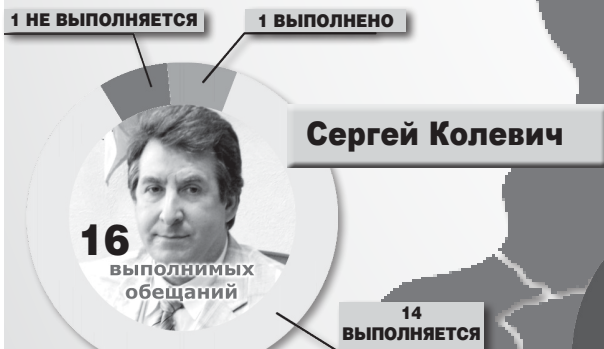 1 НЕ ВЫПОЛНЯЕТСЯ
1 ВЫПОЛНЕНО
Сергей Колевич
16
выполнимых
обещаний
14
ВЫПОЛНЯЕТСЯ